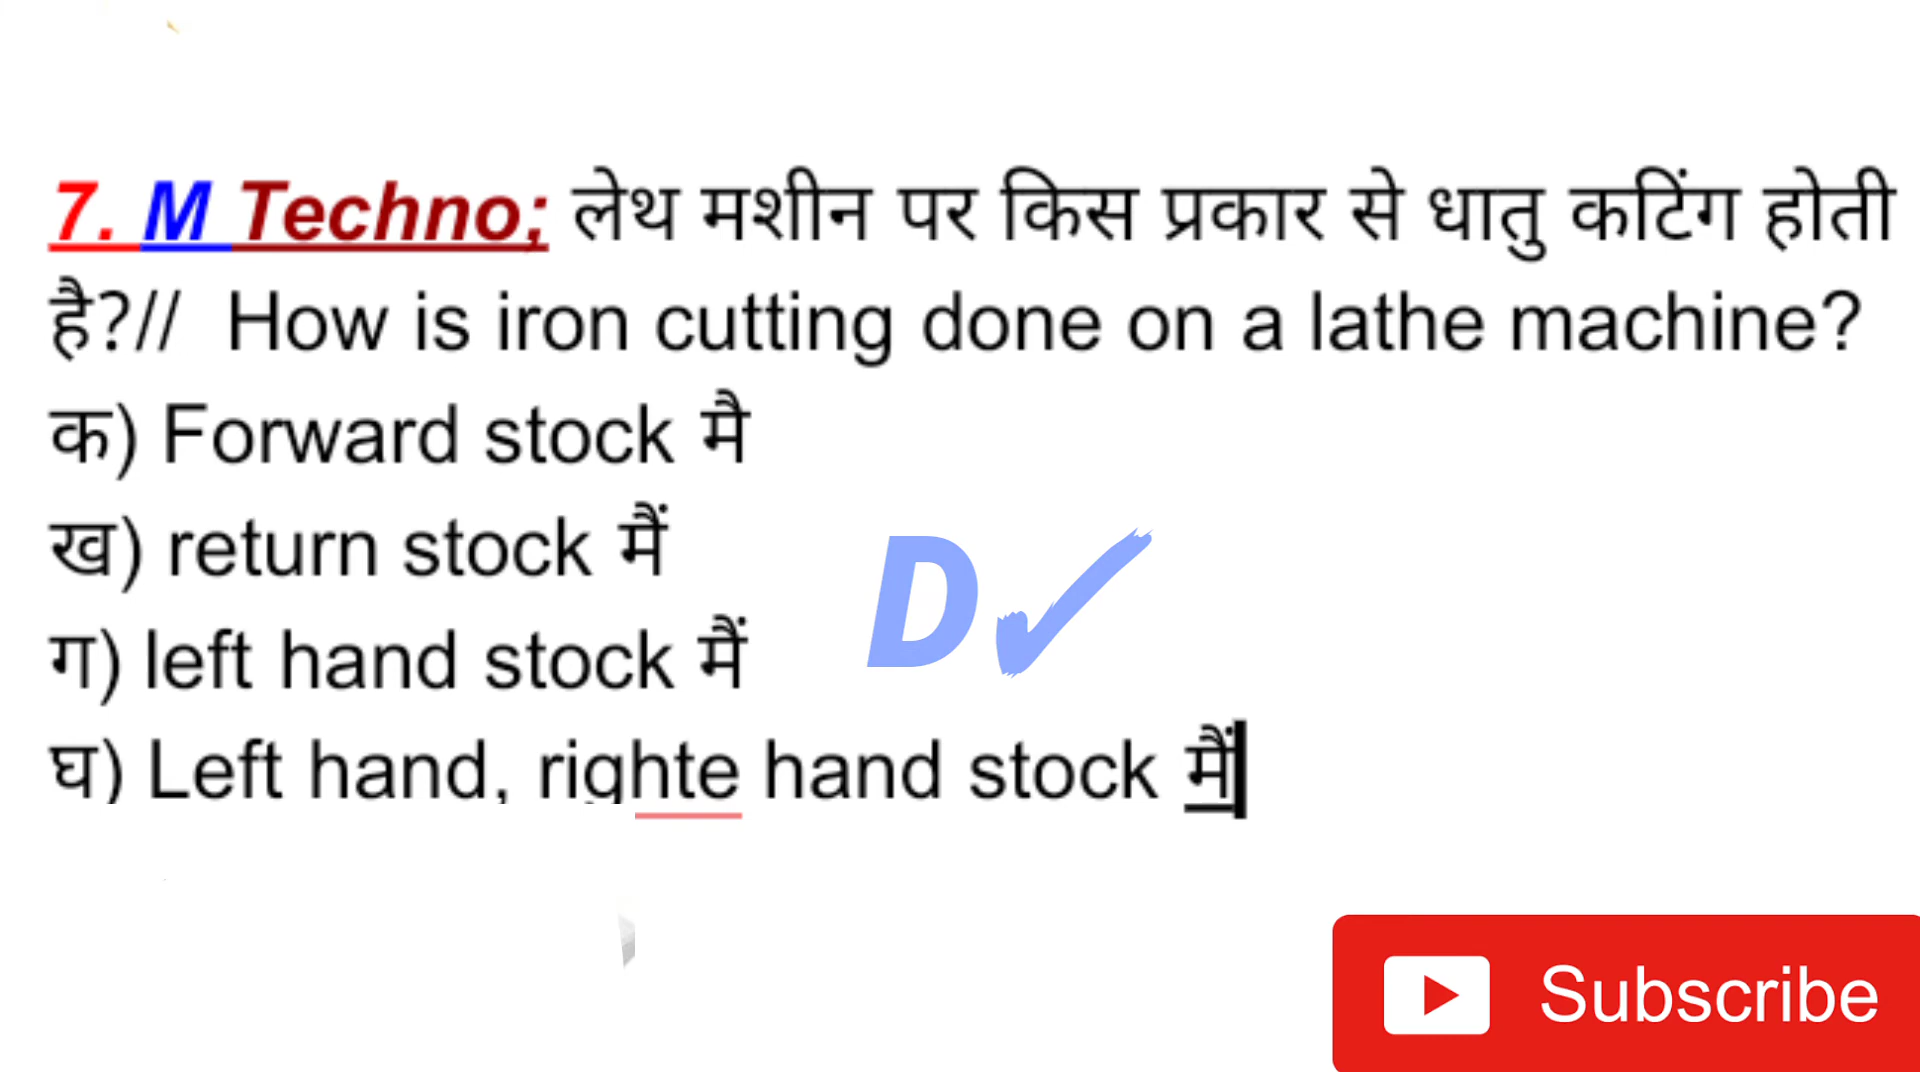 7. M Techno; लेथ मशीन पर किस प्रकार से धातु कटिंग होती
है?// How is iron cutting done on a lathe machine?
क) Forward stock मै
ख) return stock मैं
D✔
ग) left hand stock मैं
घ) Left hand, righte hand stock मैं
Subscribe